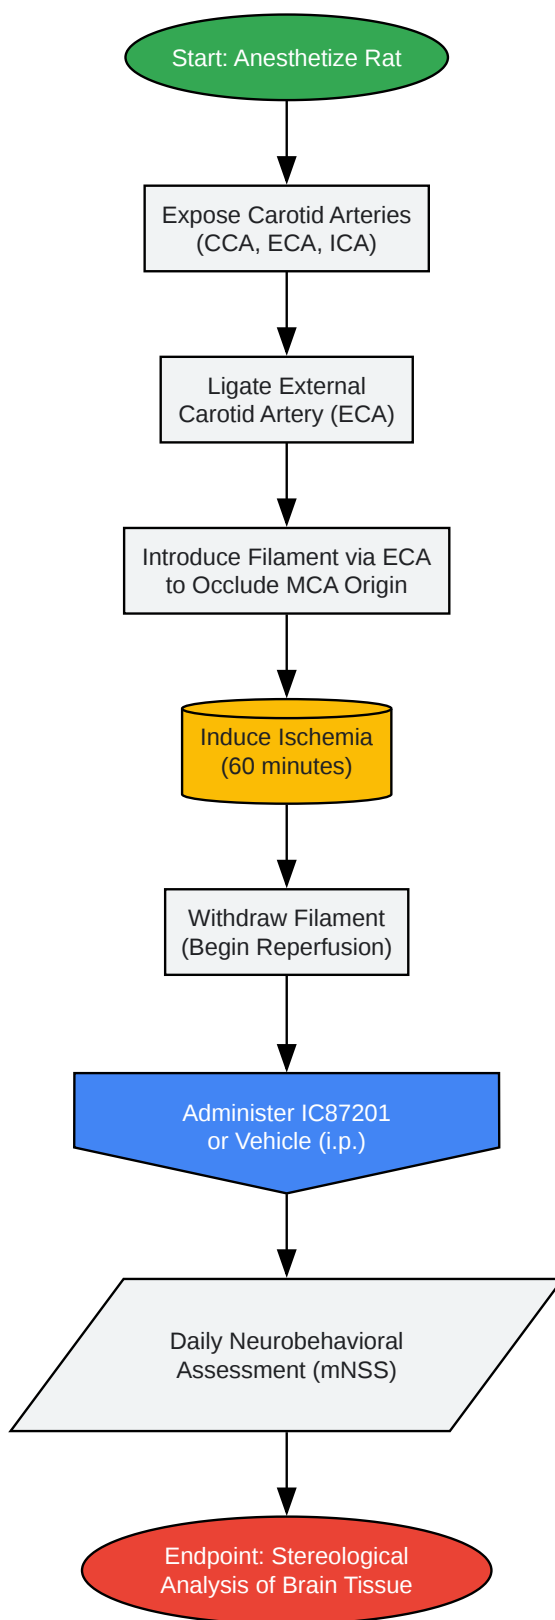 Start: Anesthetize Rat
Expose Carotid Arteries
(CCA, ECA, ICA)
Ligate External
Carotid Artery (ECA)
Introduce Filament via ECA
to Occlude MCA Origin
Induce Ischemia
(60 minutes)
Withdraw Filament
(Begin Reperfusion)
Administer IC87201
or Vehicle (i.p.)
Daily Neurobehavioral
Assessment (mNSS)
Endpoint: Stereological
Analysis of Brain Tissue